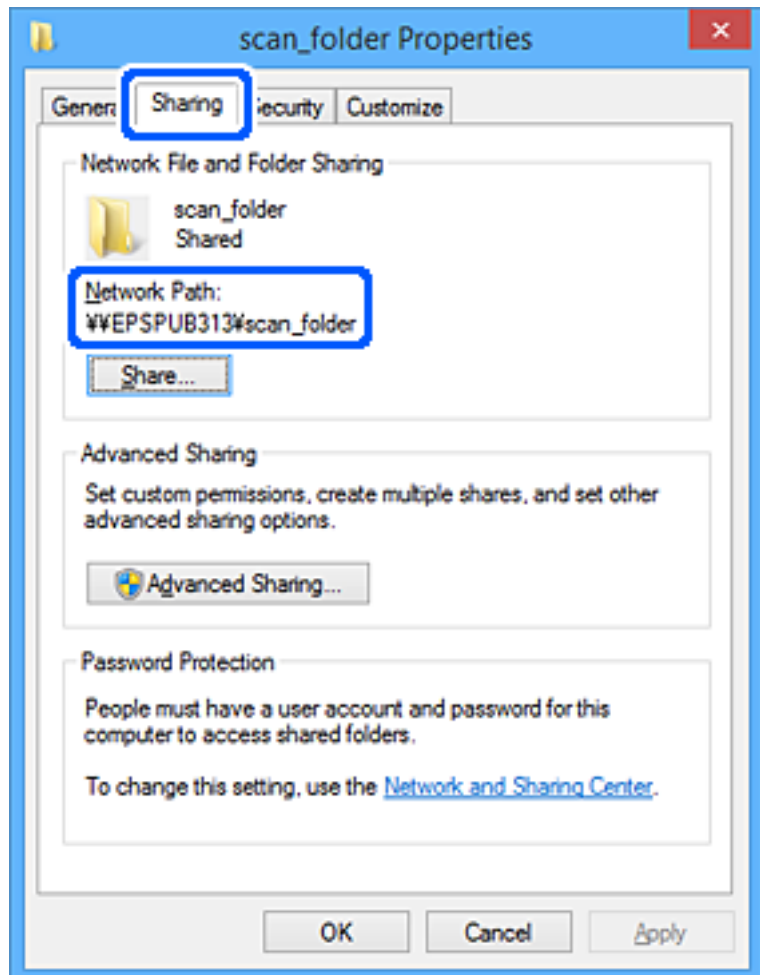 scan_folder Properties
General Sharing Security Customize
Network File and Folder Sharing
scan_folder
Shared
Network Path:
¥¥EPSPUB313¥scan_folder
Share...
Advanced Sharing
Set custom permissions, create multiple shares, and set other
advanced sharing options.
Advanced Sharing...
Password Protection
People must have a user account and password for this
computer to access shared folders.
To change this setting, use the Network and Sharing Center.
OK Cancel Apply